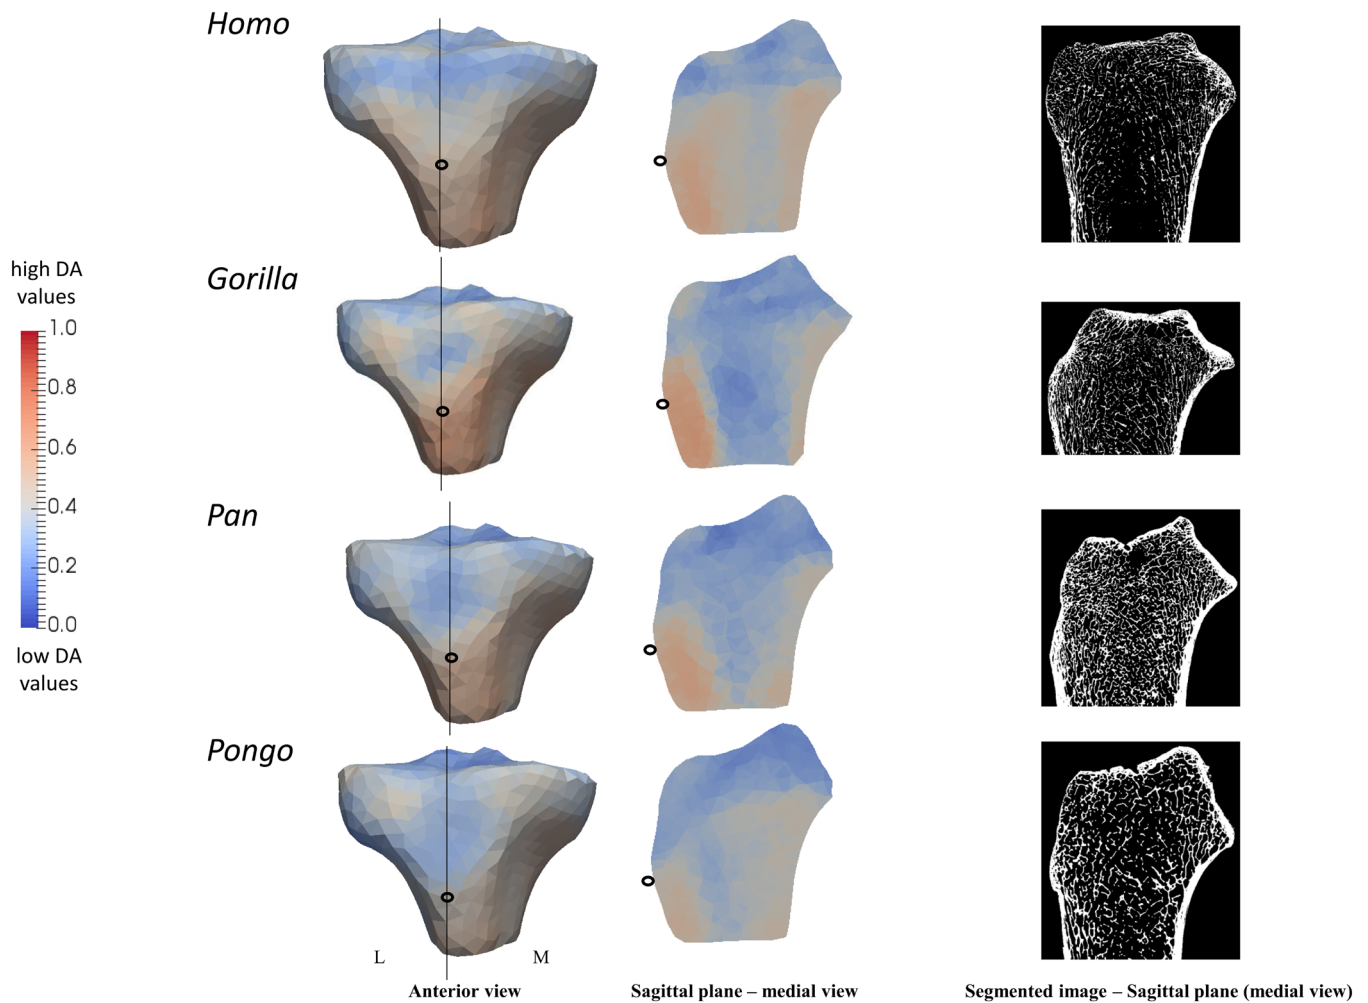 Homo
Gorilla
high DA
values
1.0
0.8
0.6
0.4
0.2
0.0
low DA
values
Pan
Pongo
L
M
Anterior view
Sagittal plane – medial view
Segmented image – Sagittal plane (medial view)